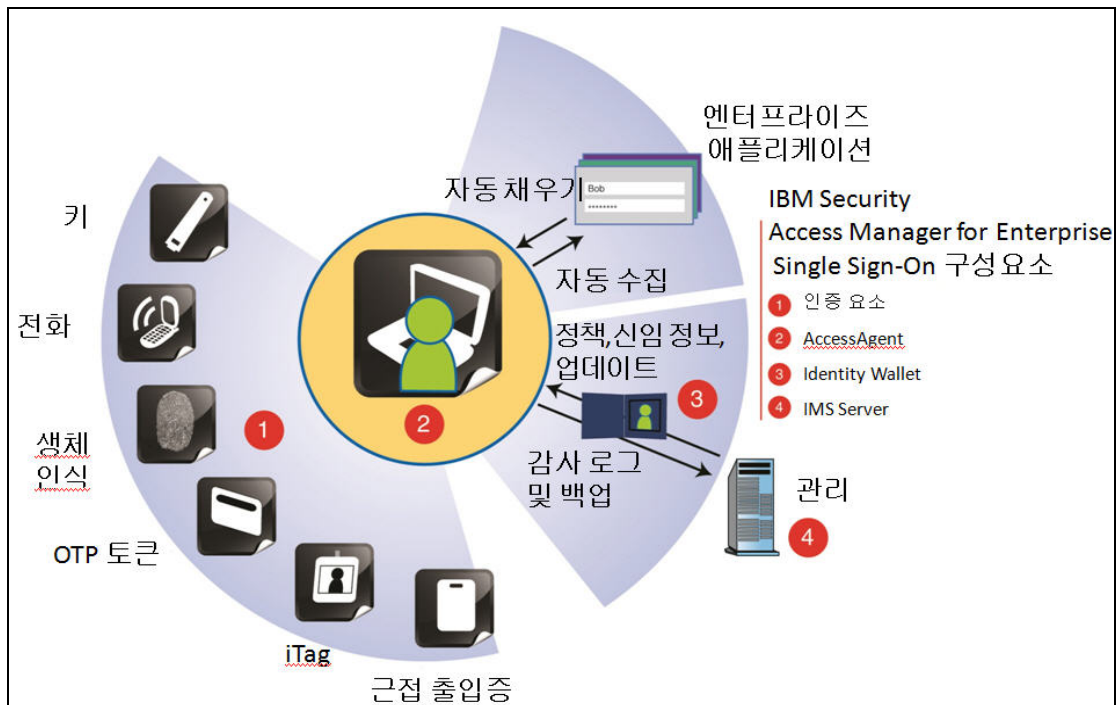 엔터프라이즈
애플리케이션
Bob
********
자동 채우기
자동 수집
키
전화
생체
인식
OTP 토큰
iTag
근접 출입증
1
2
정책,신임 정보,
업데이트
3
감사 로그
및 백업
관리
4
IBM Security
Access Manager for Enterprise
Single Sign-On 구성요소
1 인증 요소
2 AccessAgent
3 Identity Wallet
4 IMS Server